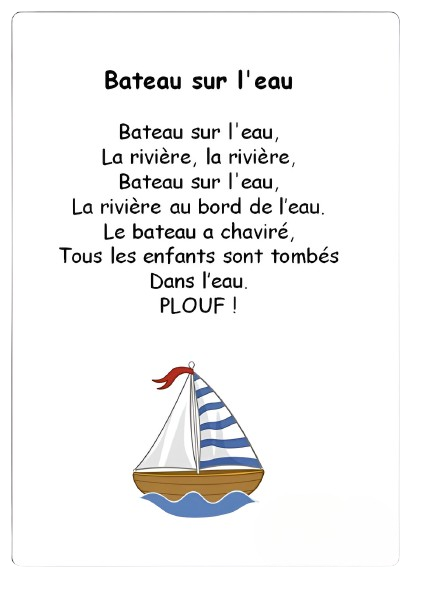 Bateau sur l'eau
Bateau sur l'eau,
La rivière, la rivière,
Bateau sur l'eau,
La rivière au bord de l’eau.
Le bateau a chaviré,
Tous les enfants sont tombés
Dans l’eau.
PLOUF !